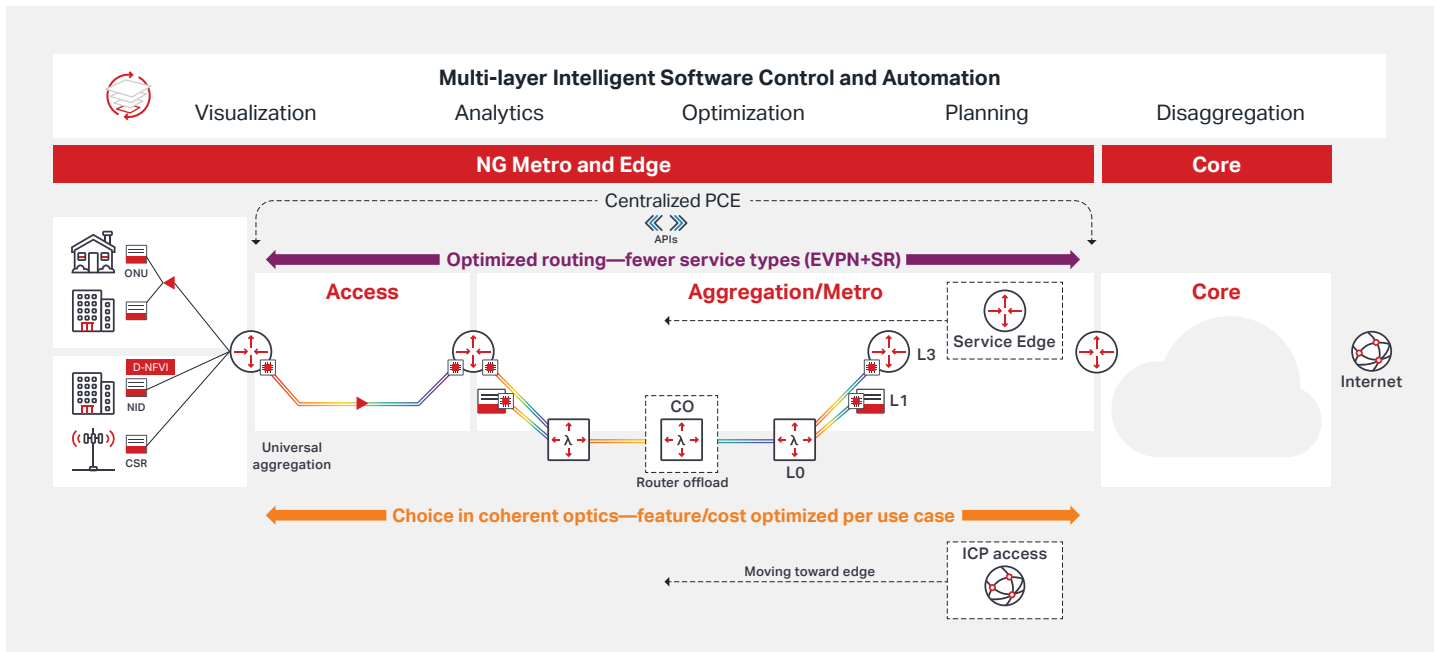 Multi-layer Intelligent Software Control and Automation
Visualization
Analytics
Optimization
Planning
Disaggregation
NG Metro and Edge
Core
Centralized PCE
APIs
Optimized routing—fewer service types (EVPN+SR)
ONU
D-NFVI
NID
CSR
Access
Aggregation/Metro
Core
Service Edge
L3
L1
Internet
CO
λ
λ
λ
L0
Router offload
Universal
aggregation
Choice in coherent optics—feature/cost optimized per use case
ICP access
Moving toward edge